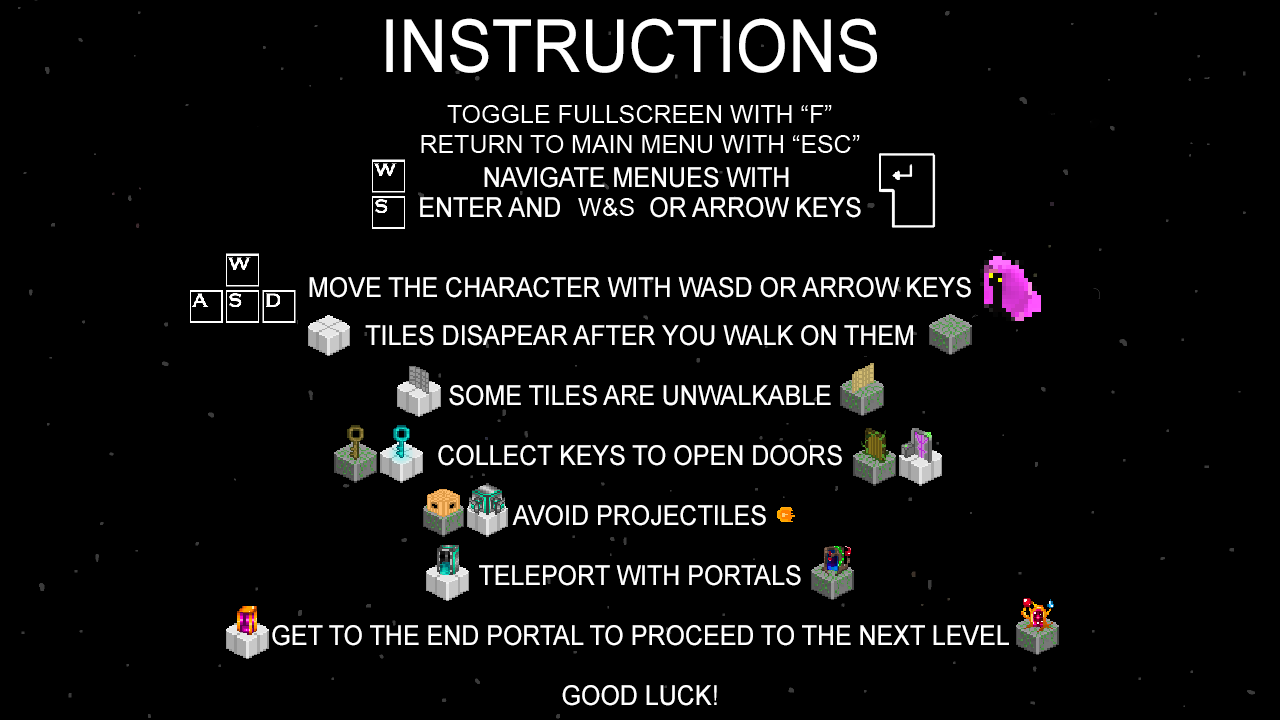 INSTRUCTIONS
TOGGLE FULLSCREEN WITH “F”
RETURN TO MAIN MENU WITH “ESC”
W
NAVIGATE MENUES WITH
S
ENTER AND W&S OR ARROW KEYS
W
A S D
MOVE THE CHARACTER WITH WASD OR ARROW KEYS
TILES DISAPEAR AFTER YOU WALK ON THEM
SOME TILES ARE UNWALKABLE
COLLECT KEYS TO OPEN DOORS
AVOID PROJECTILES
TELEPORT WITH PORTALS
GET TO THE END PORTAL TO PROCEED TO THE NEXT LEVEL
GOOD LUCK!